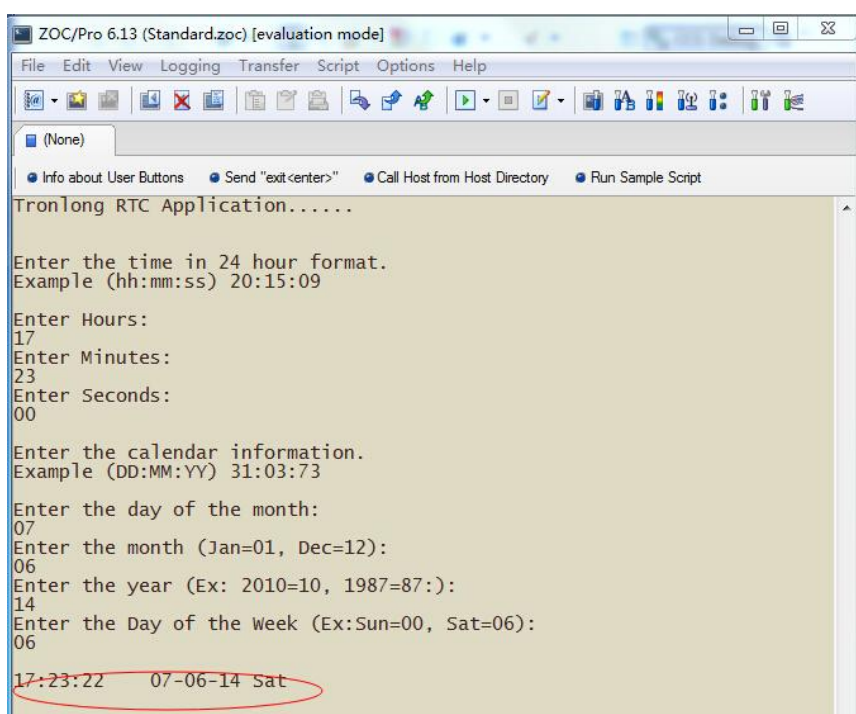 ZOC/Pro 6.13 (Standard.zoc) [evaluation mode]
File Edit View Logging Transfer Script Options Help
(None)
Info about User Buttons Send "exit<enter>" Call Host from Host Directory Run Sample Script
Tronlong RTC Application......
Enter the time in 24 hour format.
Example (hh:mm:ss) 20:15:09
Enter Hours:
17
Enter Minutes:
23
Enter Seconds:
00
Enter the calendar information.
Example (DD:MM:YY) 31:03:73
Enter the day of the month:
07
Enter the month (Jan=01, Dec=12):
06
Enter the year (Ex: 2010=10, 1987=87:):
14
Enter the Day of the Week (Ex:Sun=00, Sat=06):
06
17:23:22 07-06-14 Sat